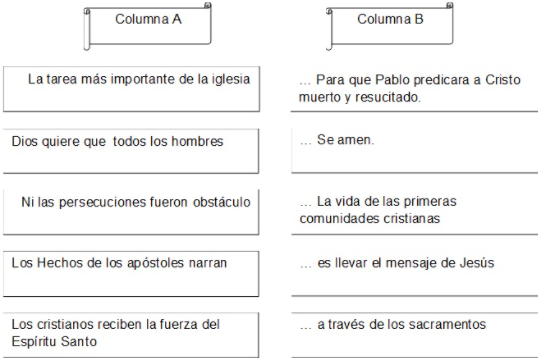 Columna A
Columna B
La tarea más importante de la iglesia
... Para que Pablo predicara a Cristo
muerto y resucitado.
Dios quiere que todos los hombres
... Se amen.
Ni las persecuciones fueron obstáculo
... La vida de las primeras
comunidades cristianas
Los Hechos de los apóstoles narran
... es llevar el mensaje de Jesús
Los cristianos reciben la fuerza del
Espíritu Santo
... a través de los sacramentos